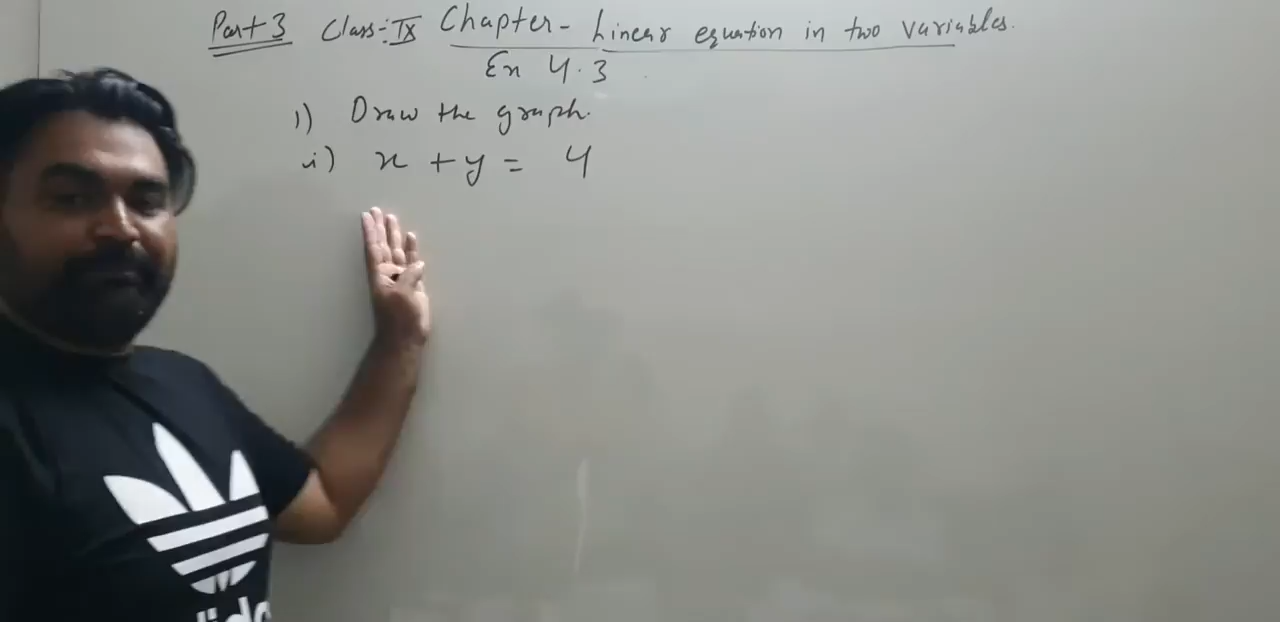 Part 3 Class:- IX Chapter - Linear equation in two variables.
Ex 4.3
1) Draw the graph.
i) x + y = 4